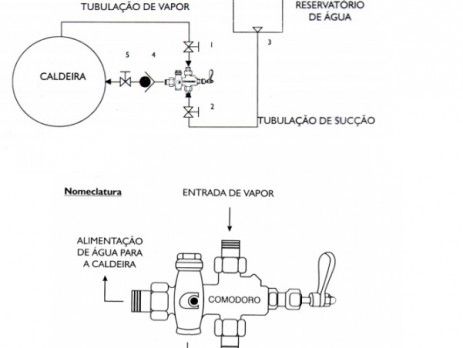 TUBULAÇÃO DE VAPOR
RESERVATÓRIO
DE ÁGUA
1
3
5
4
CALDEIRA
2
TUBULAÇÃO DE SUCÇÃO
Nomeclatura
ENTRADA DE VAPOR
ALIMENTAÇÃO
DE ÁGUA PARA
A CALDEIRA
COMODORO